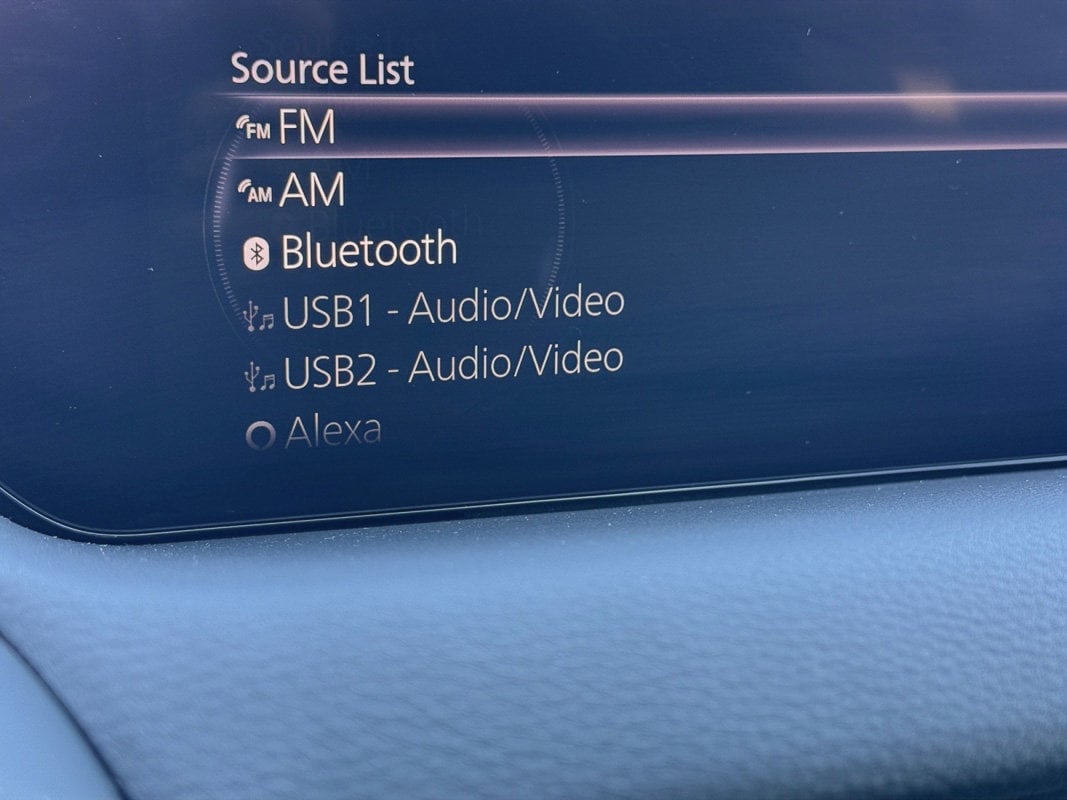 Source List
FM FM
AM AM
Bluetooth
USB1 - Audio/Video
USB2 - Audio/Video
Alexa